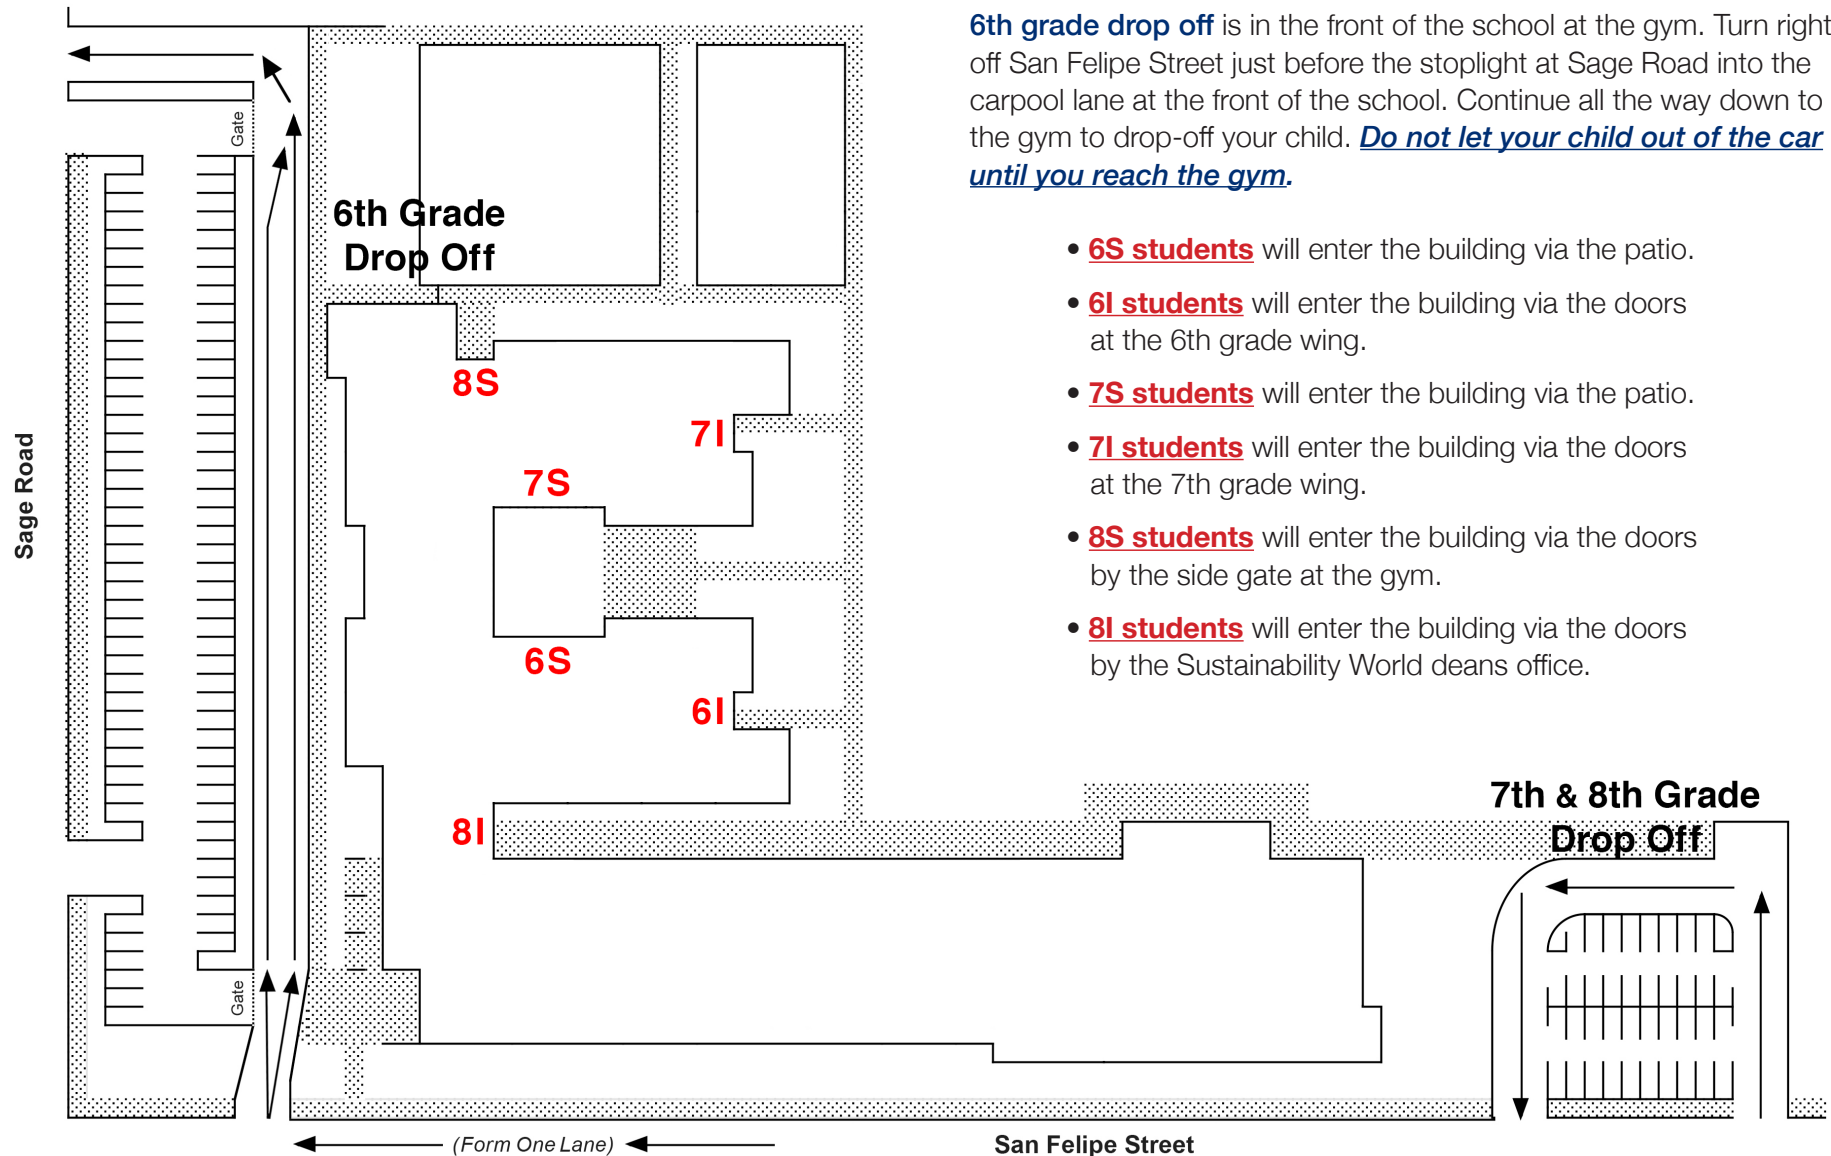 6th grade drop off is in the front of the school at the gym. Turn right
off San Felipe Street just before the stoplight at Sage Road into the
carpool lane at the front of the school. Continue all the way down to
the gym to drop-off your child. Do not let your child out of the car
until you reach the gym.
• 6S students will enter the building via the patio.
• 6I students will enter the building via the doors
at the 6th grade wing.
• 7S students will enter the building via the patio.
• 7I students will enter the building via the doors
at the 7th grade wing.
• 8S students will enter the building via the doors
by the side gate at the gym.
• 8I students will enter the building via the doors
by the Sustainability World deans office.
Gate
6th Grade
Drop Off
8S
7I
Sage Road
7S
6S
6I
8I
7th & 8th Grade
Drop Off
Gate
(Form One Lane)
San Felipe Street